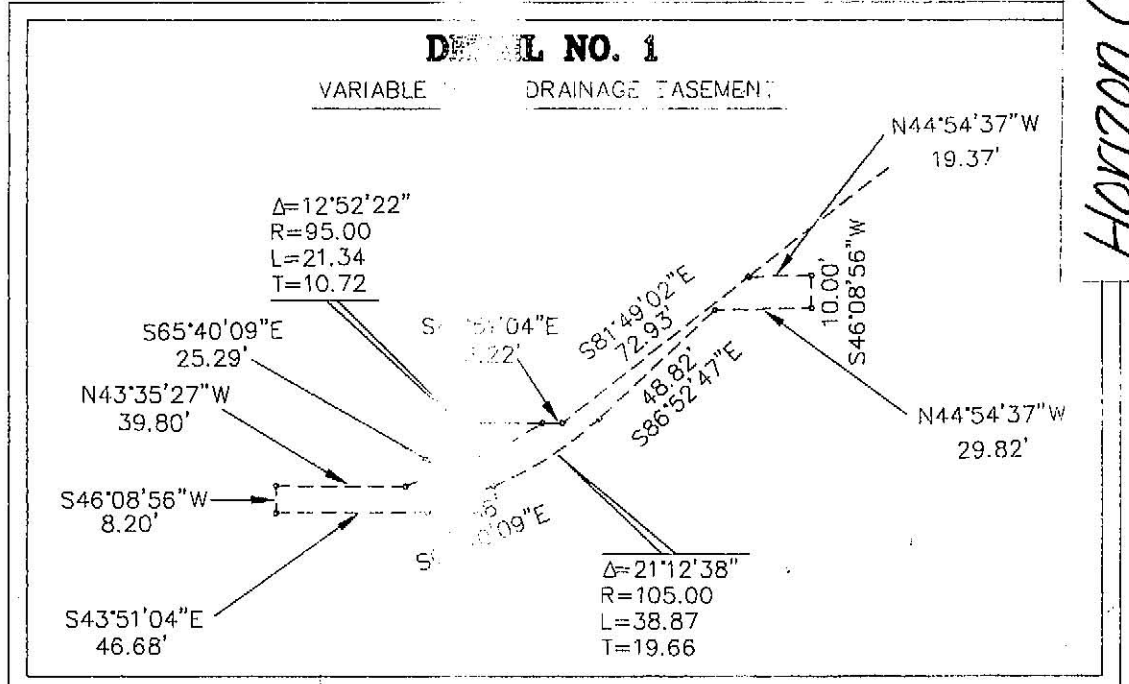 NO. 1
VARIABLE DRAINAGE EASEMENT
Horizon
N44°54'37"W
19.37'
Δ=12°52'22"
R=95.00
L=21.34
T=10.72
10.00'
S46°08'56"W
S81°49'02"E
72.93'
S65°40'09"E
25.29'
48.82'
S86°52'47"E
N43°35'27"W
39.80'
N44°54'37"W
29.82'
S46°08'56"W
8.20'
Δ=21°12'38"
R=105.00
L=38.87
T=19.66
S43°51'04"E
46.68'